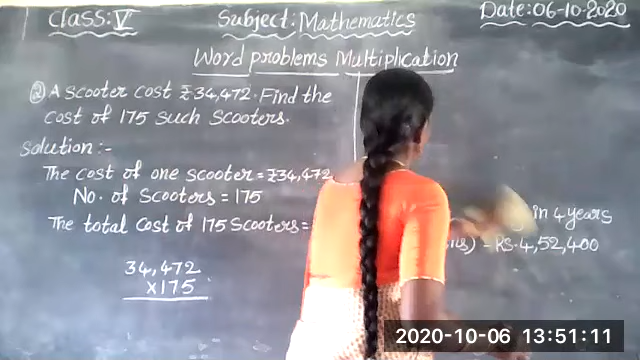 Class: V
Subject: Mathematics
Date: 06-10-2020
Word problems Multiplication
② A scooter cost ₹34,472. Find the
cost of 175 such scooters.
Solution :-
The cost of one scooter = ₹34,472
No. of Scooters = 175
The total cost of 175 Scooters =
34,472
×175
in 4 years
- RS. 4,52,400
2020-10-06 13:51:11